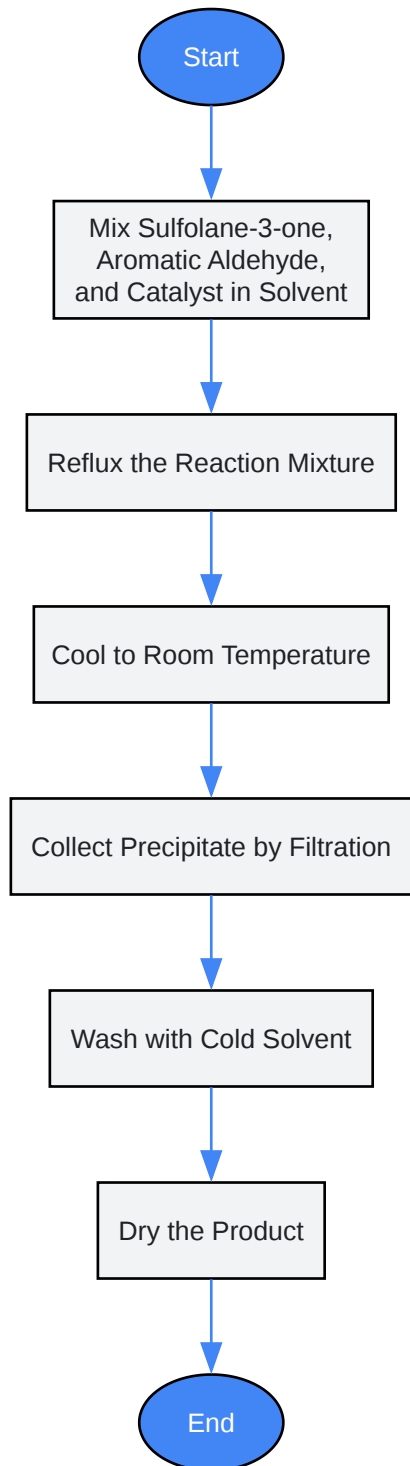 Start
Mix Sulfolane-3-one,
Aromatic Aldehyde,
and Catalyst in Solvent
Reflux the Reaction Mixture
Cool to Room Temperature
Collect Precipitate by Filtration
Wash with Cold Solvent
Dry the Product
End